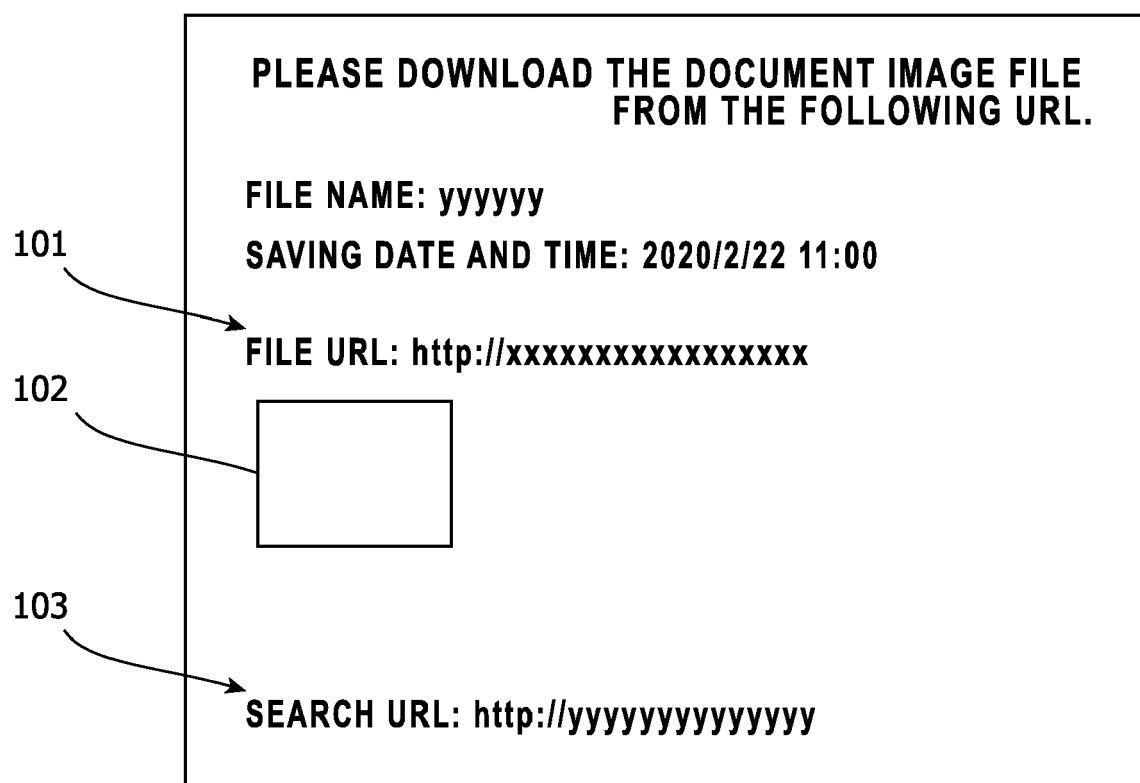 PLEASE DOWNLOAD THE DOCUMENT IMAGE FILE
FROM THE FOLLOWING URL.
FILE NAME: yyyyyy
SAVING DATE AND TIME: 2020/2/22 11:00
101
FILE URL: http://xxxxxxxxxxxxxxxxx
102
103
SEARCH URL: http://yyyyyyyyyyyyyy